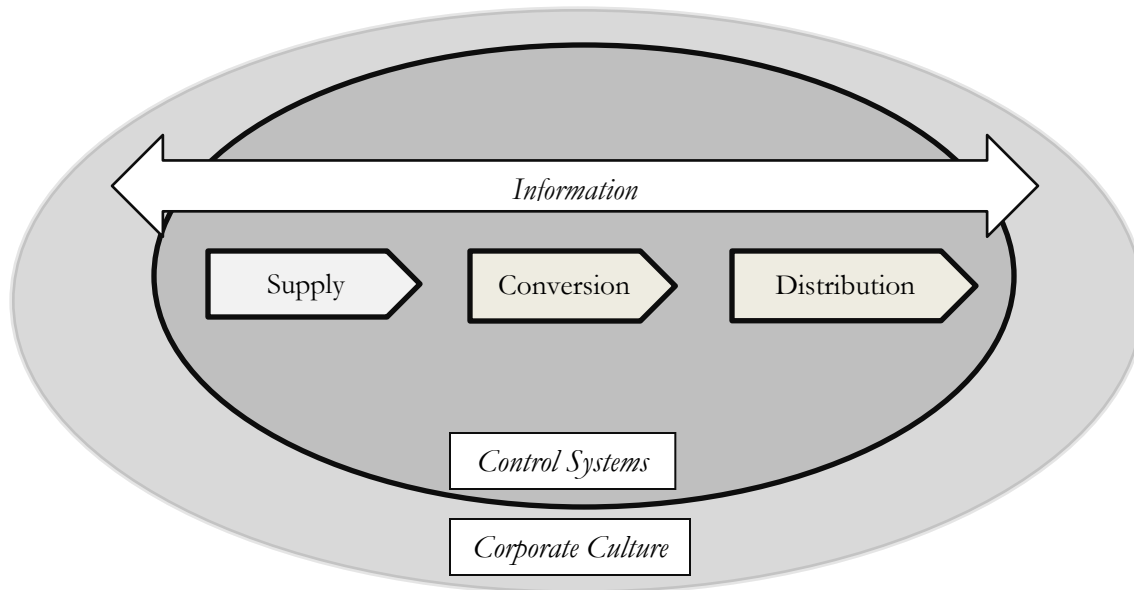 Information
Supply
Conversion
Distribution
Control Systems
Corporate Culture